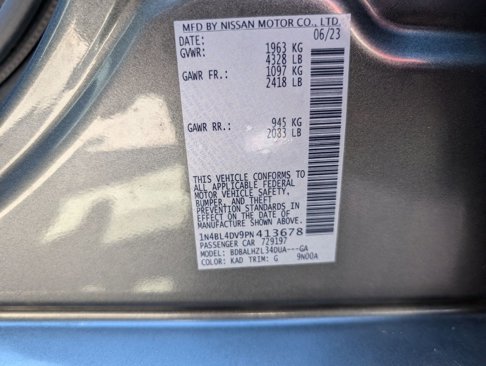 MFD BY NISSAN MOTOR CO., LTD.
DATE: 06/23
GVWR: 1963 KG
4328 LB
GAWR FR.: 1097 KG
2418 LB
GAWR RR.: 945 KG
2083 LB
THIS VEHICLE CONFORMS TO
ALL APPLICABLE FEDERAL
MOTOR VEHICLE SAFETY,
BUMPER, AND THEFT
PREVENTION STANDARDS IN
EFFECT ON THE DATE OF
MANUFACTURE SHOWN ABOVE.
1N4BL4DV9PN413678
PASSENGER CAR 729197
MODEL: BDBALHZL34DUA---GA
COLOR: KAD TRIM: G 9N00A